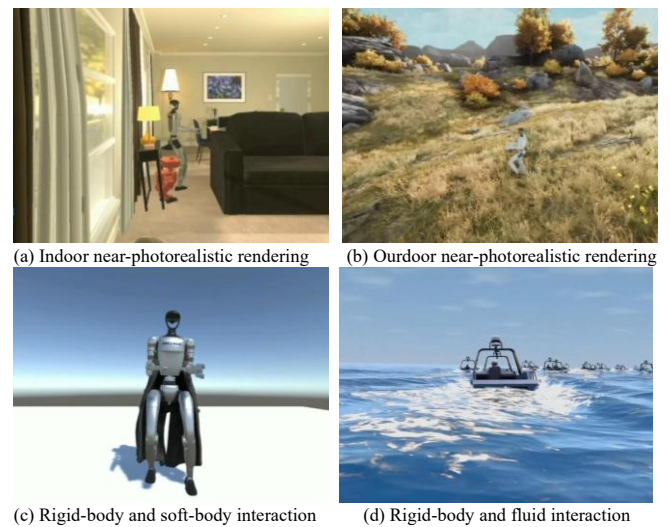 (a) Indoor near-photorealistic rendering
(b) Ourdoor near-photorealistic rendering
(c) Rigid-body and soft-body interaction
(d) Rigid-body and fluid interaction